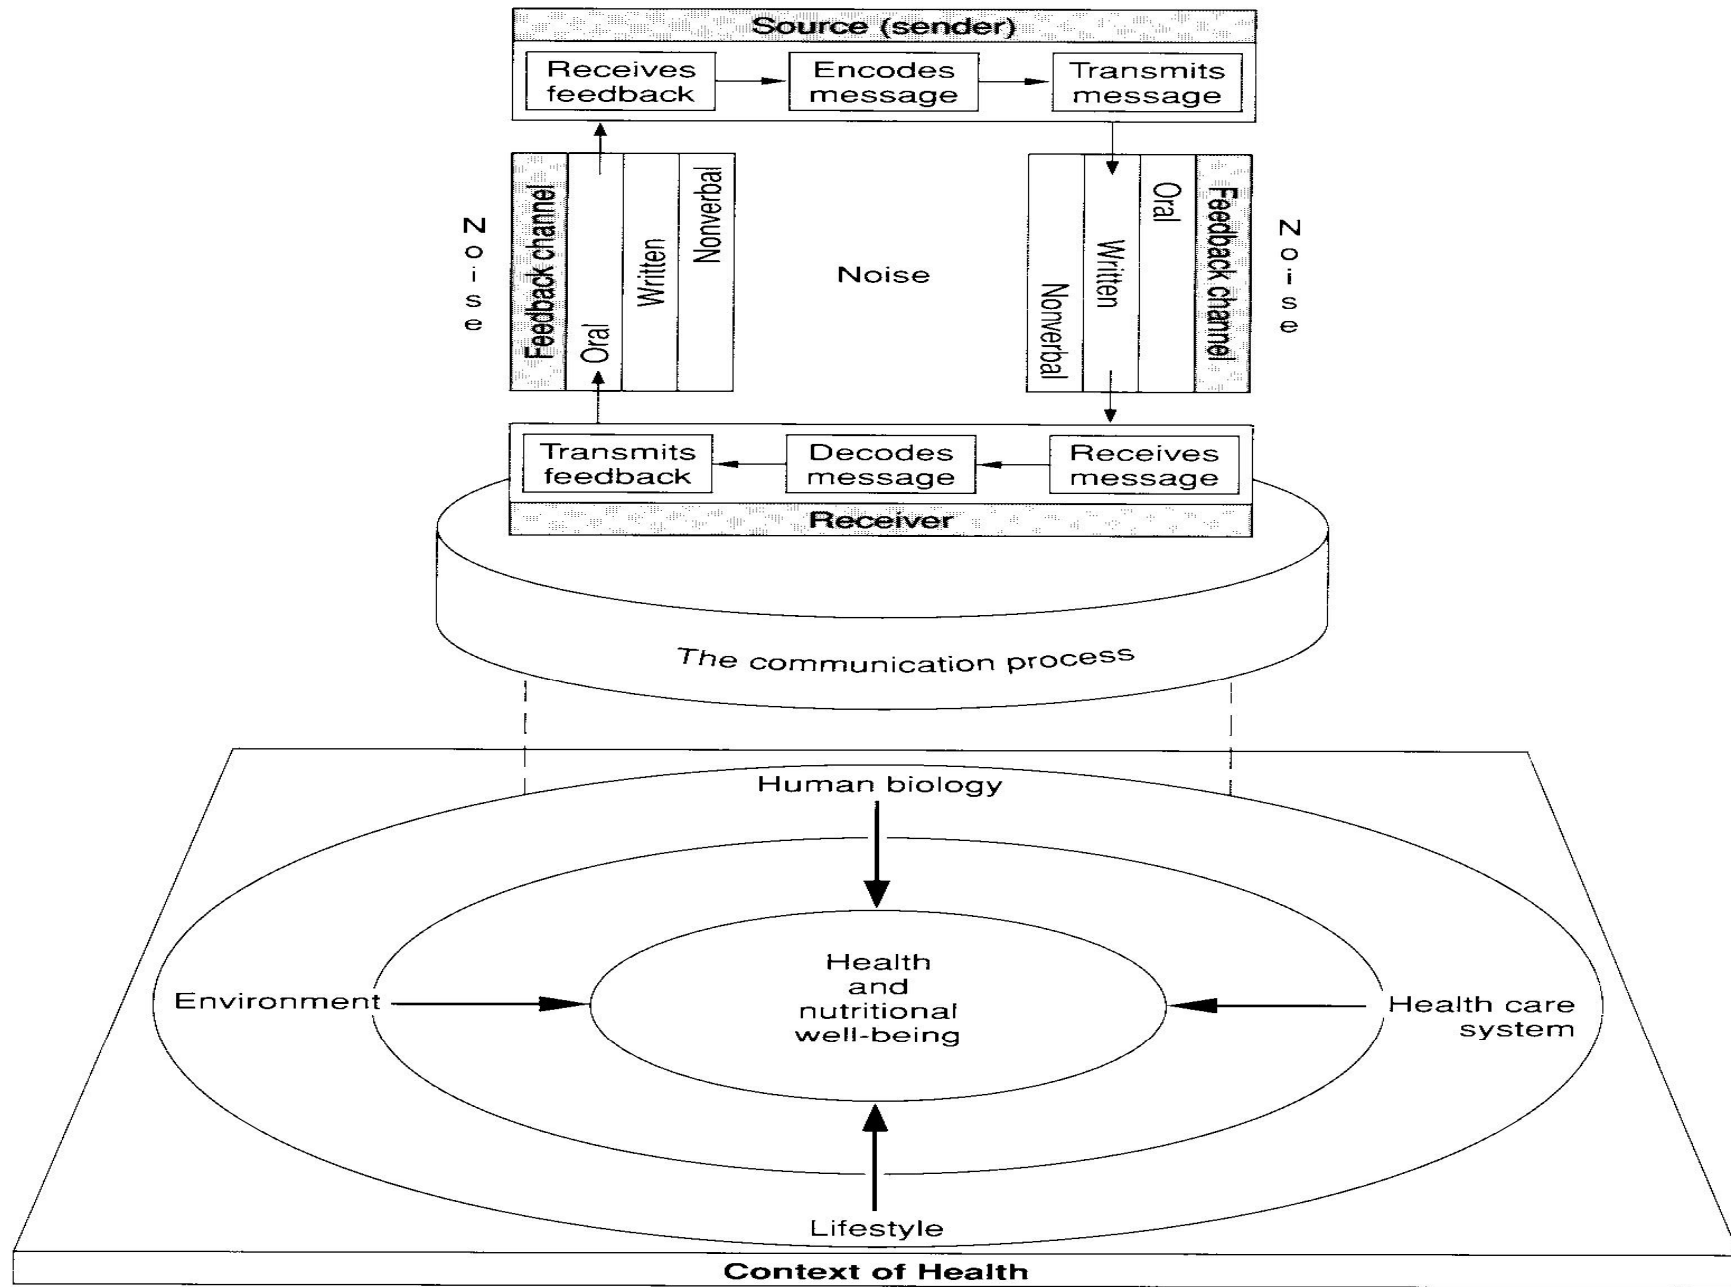 Source (sender)
Receives
feedback
Encodes
message
Transmits
message
Noise
Feedback channel
Oral
Written
Nonverbal
Noise
Nonverbal
Written
Oral
Feedback channel
Noise
Transmits
feedback
Decodes
message
Receives
message
Receiver
The communication process
Human biology
Environment
Health
and
nutritional
well-being
Health care
system
Lifestyle
Context of Health